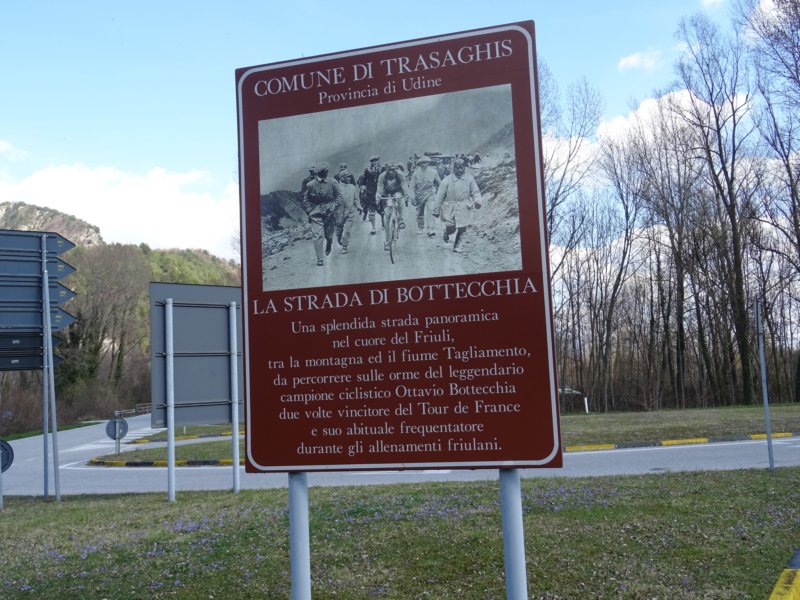 COMUNE DI TRASAGHIS
Provincia di Udine
LA STRADA DI BOTTECCHIA
Una splendida strada panoramica
nel cuore del Friuli,
tra la montagna ed il fiume Tagliamento,
da percorrere sulle orme del leggendario
campione ciclistico Ottavio Bottecchia
due volte vincitore del Tour de France
e suo abituale frequentatore
durante gli allenamenti friulani.